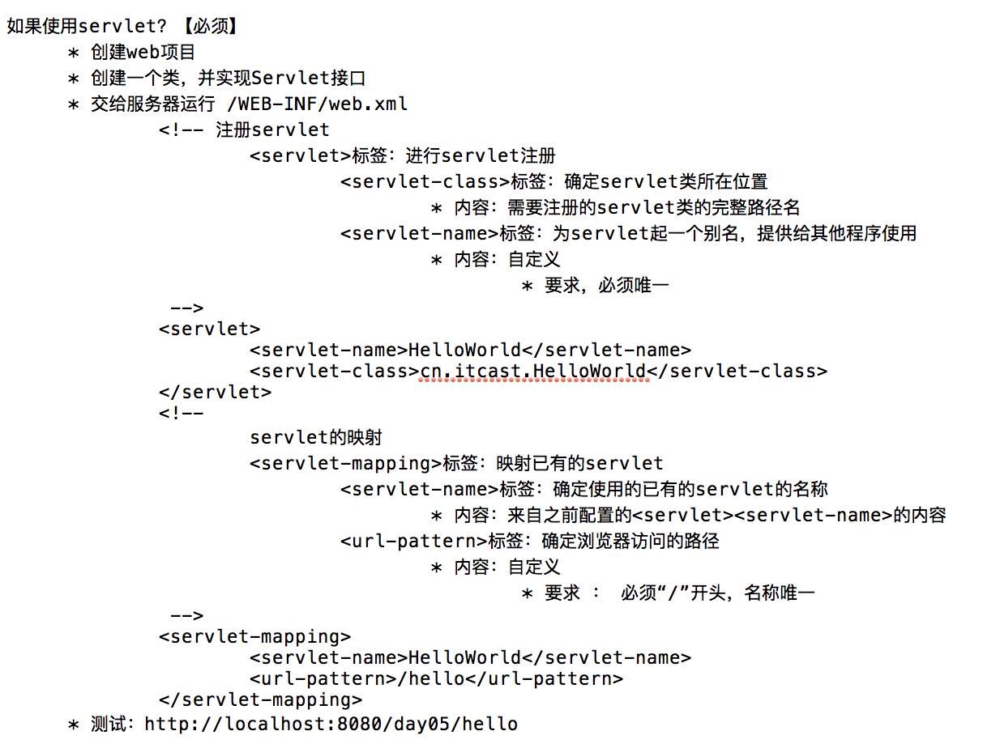 如果使用servlet? 【必须】
* 创建web项目
* 创建一个类，并实现Servlet接口
* 交给服务器运行 /WEB-INF/web.xml
<!-- 注册servlet
<servlet>标签：进行servlet注册
<servlet-class>标签：确定servlet类所在位置
* 内容：需要注册的servlet类的完整路径名
<servlet-name>标签：为servlet起一个别名，提供给其他程序使用
* 内容：自定义
* 要求，必须唯一
-->
<servlet>
<servlet-name>HelloWorld</servlet-name>
<servlet-class>cn.itcast.HelloWorld</servlet-class>
</servlet>
<!--
servlet的映射
<servlet-mapping>标签：映射已有的servlet
<servlet-name>标签：确定使用的已有的servlet的名称
* 内容：来自之前配置的<servlet><servlet-name>的内容
<url-pattern>标签：确定浏览器访问的路径
* 内容：自定义
* 要求 ： 必须“/”开头，名称唯一
-->
<servlet-mapping>
<servlet-name>HelloWorld</servlet-name>
<url-pattern>/hello</url-pattern>
</servlet-mapping>
* 测试：http://localhost:8080/day05/hello